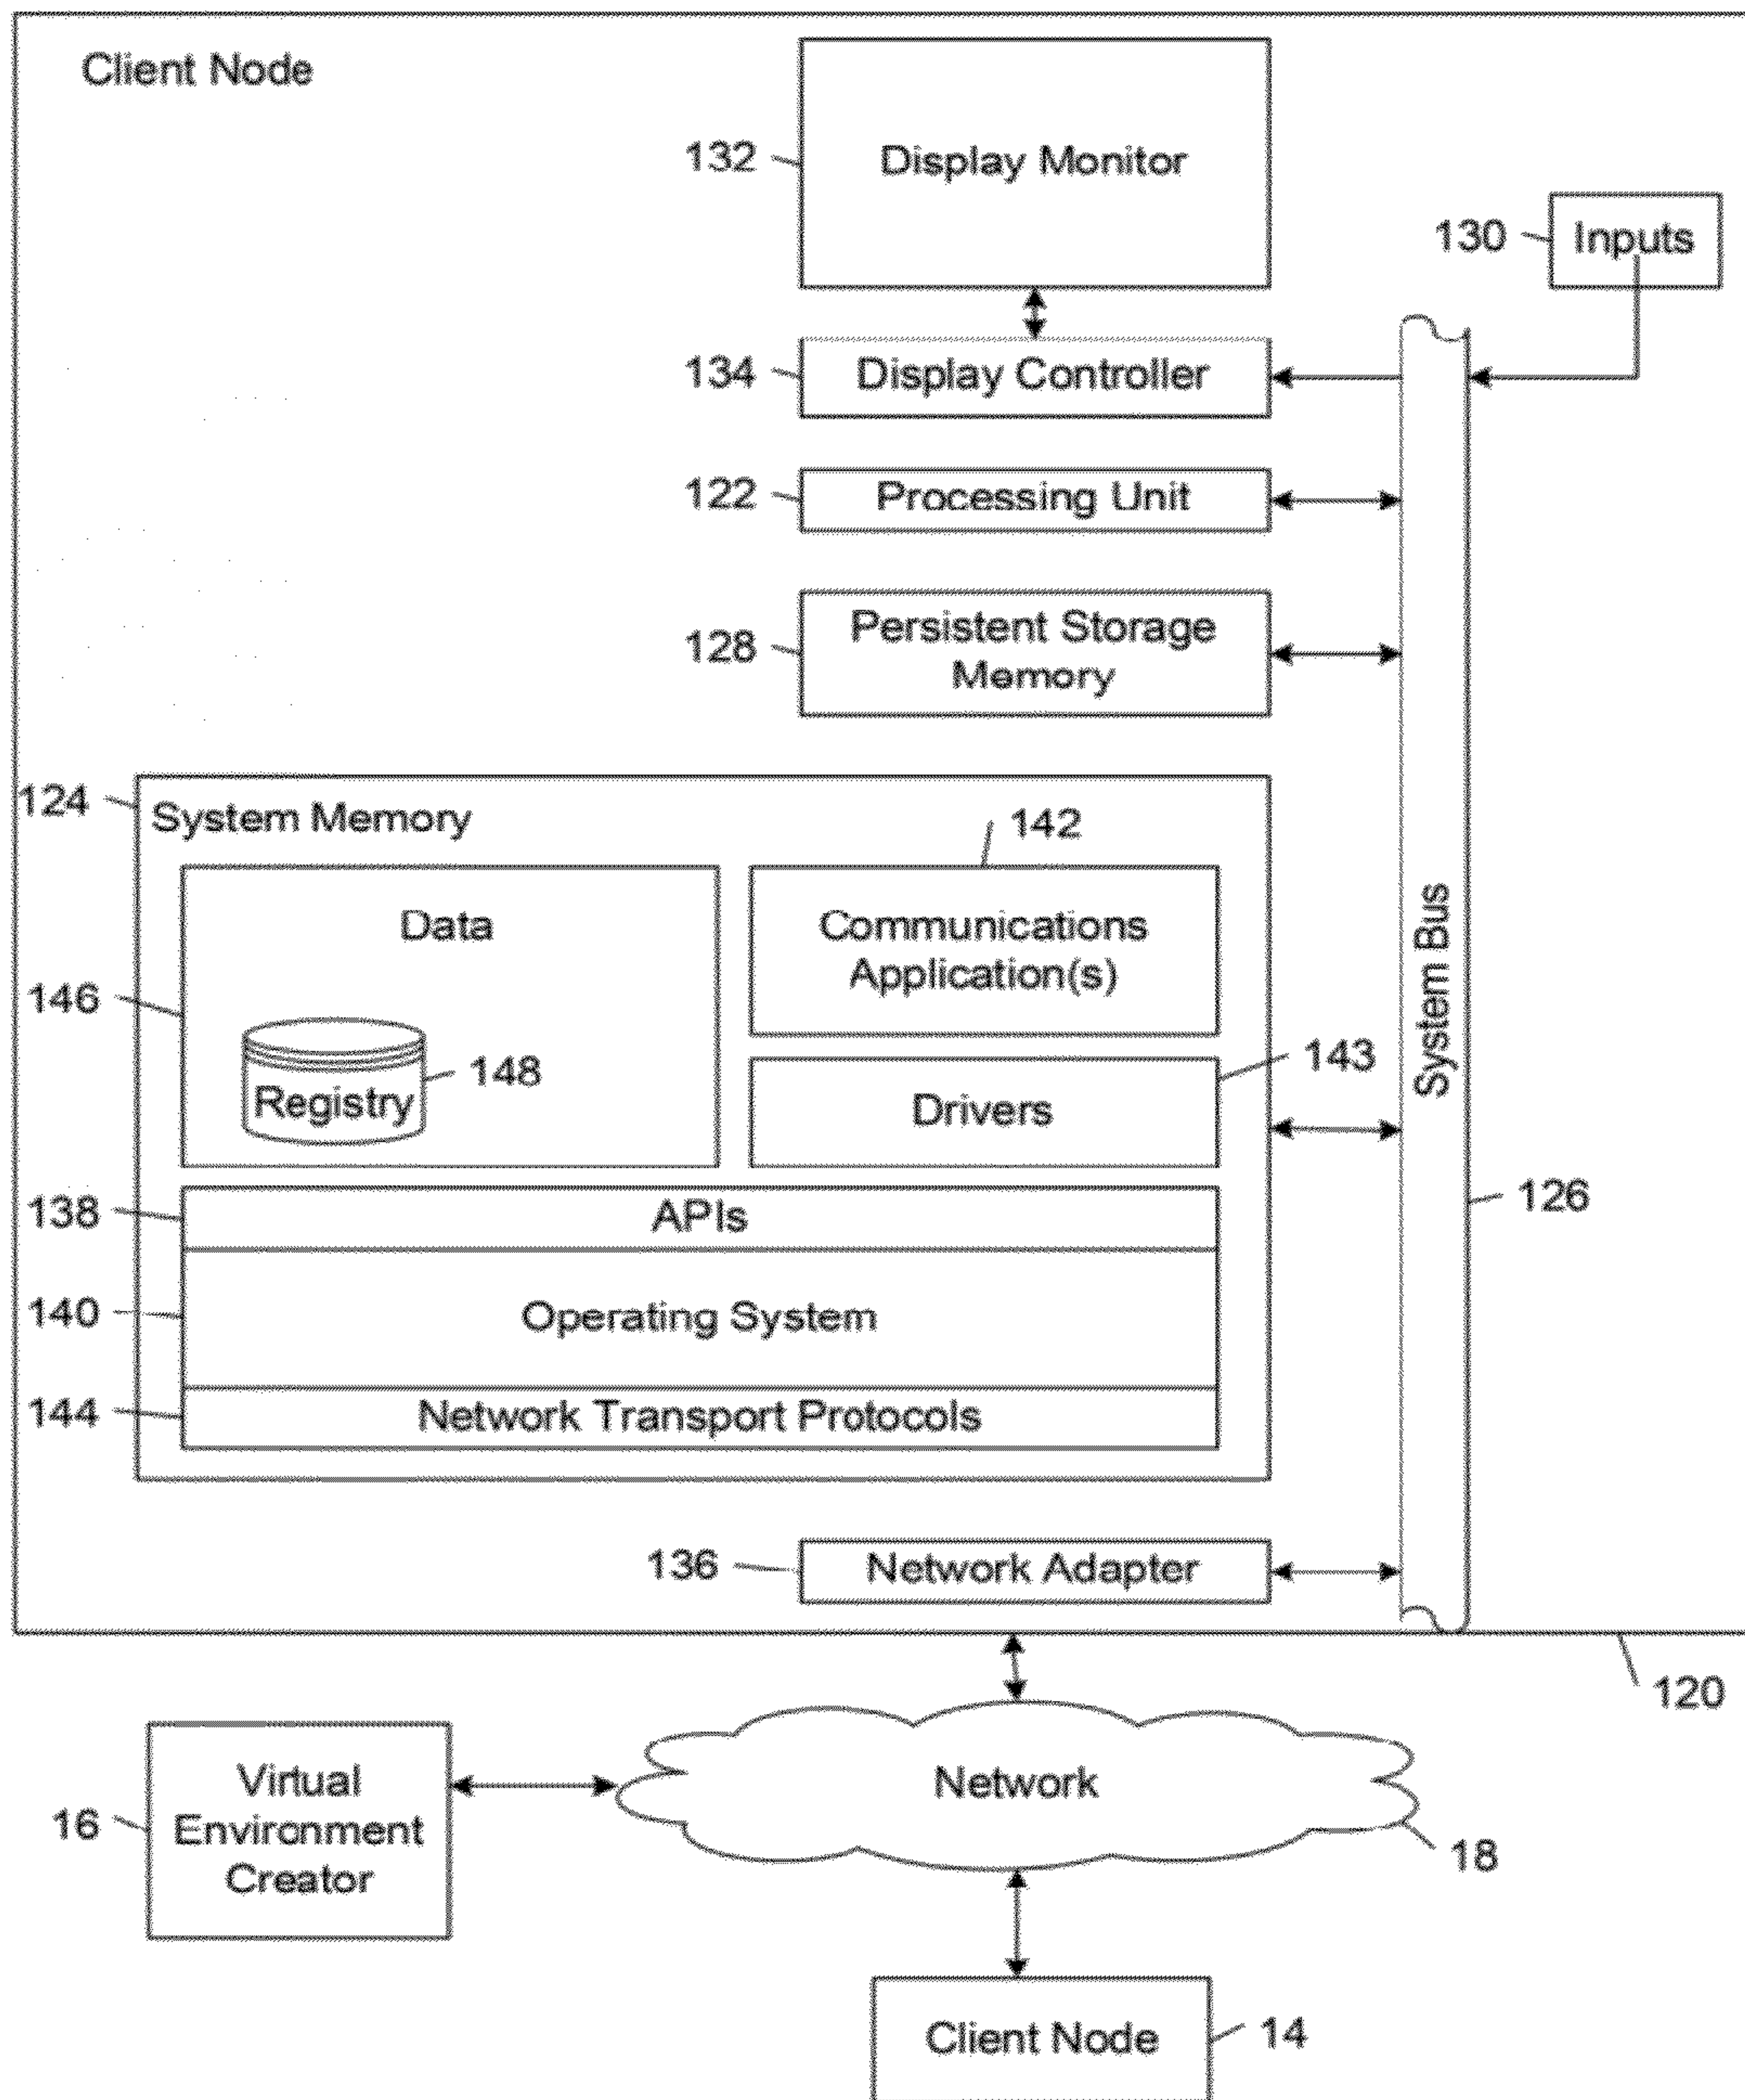 Client Node
132
Display Monitor
130
Inputs
134
Display Controller
122
Processing Unit
128
Persistent Storage
Memory
124
System Memory
142
Data
Communications
Application(s)
146
148
Registry
143
Drivers
System Bus
138
APIs
126
140
Operating System
144
Network Transport Protocols
136
Network Adapter
120
Virtual
Environment
Creator
16
Network
18
Client Node
14